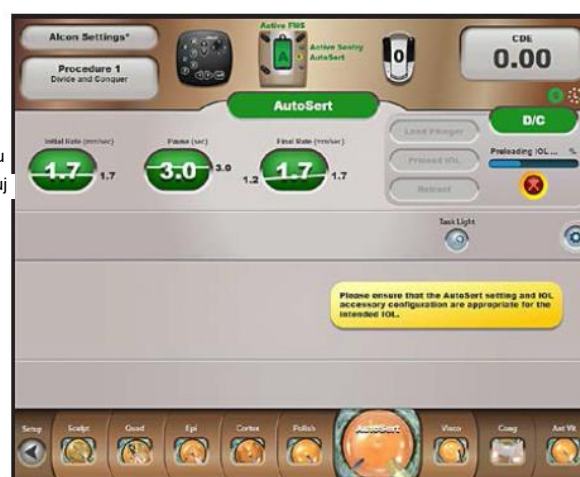 Alcon Settings*
Procedure 1
Divide and Conquer
Active FMS
Active Sentry
AutoSert
0
CDE
0.00
AutoSert
D/C
u
uj
Initial Rate (mm/sec)
1.7
1.7
Pause (sec)
3.0
3.0
Final Rate (mm/sec)
1.2
1.7
1.7
Load Plunger
Preload IOL
Retract
Preloading IOL... %
Task Light
Please ensure that the AutoSert setting and IOL
accessory configuration are appropriate for the
intended IOL.
Setup
Sculpt
Quad
Epi
Cortex
Polish
AutoSert
Visco
Coag
Ant Vit